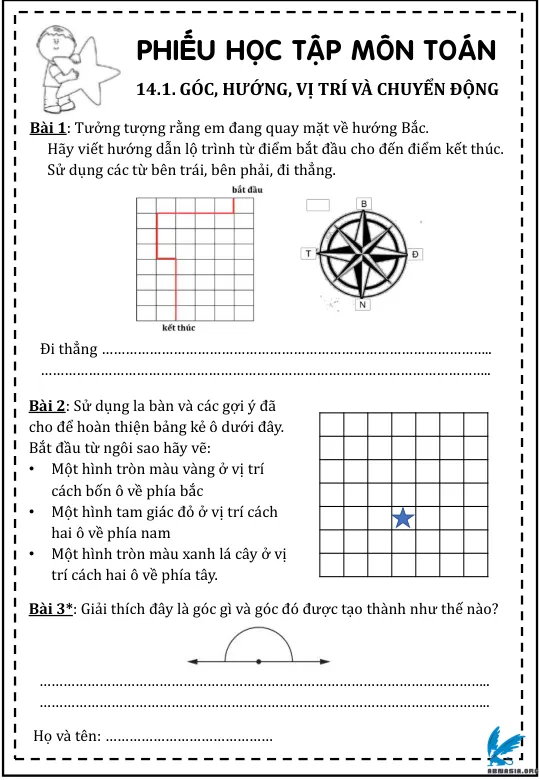 PHIẾU HỌC TẬP MÔN TOÁN
14.1. GÓC, HƯỚNG, VỊ TRÍ VÀ CHUYỂN ĐỘNG
Bài 1: Tưởng tượng rằng em đang quay mặt về hướng Bắc.
Hãy viết hướng dẫn lộ trình từ điểm bắt đầu cho đến điểm kết thúc.
Sử dụng các từ bên trái, bên phải, đi thẳng.
bắt đầu
B
T
Đ
N
kết thúc
Đi thẳng ……………………………………………………………………………………..
…………………………………………………………………………………………………..
Bài 2: Sử dụng la bàn và các gợi ý đã
cho để hoàn thiện bảng kẻ ô dưới đây.
Bắt đầu từ ngôi sao hãy vẽ:
• Một hình tròn màu vàng ở vị trí
cách bốn ô về phía bắc
• Một hình tam giác đỏ ở vị trí cách
hai ô về phía nam
• Một hình tròn màu xanh lá cây ở vị
trí cách hai ô về phía tây.
Bài 3*: Giải thích đây là góc gì và góc đó được tạo thành như thế nào?
…………………………………………………………………………………………………..
…………………………………………………………………………………………………..
Họ và tên: ……………………………………
ABMASIA.ORG